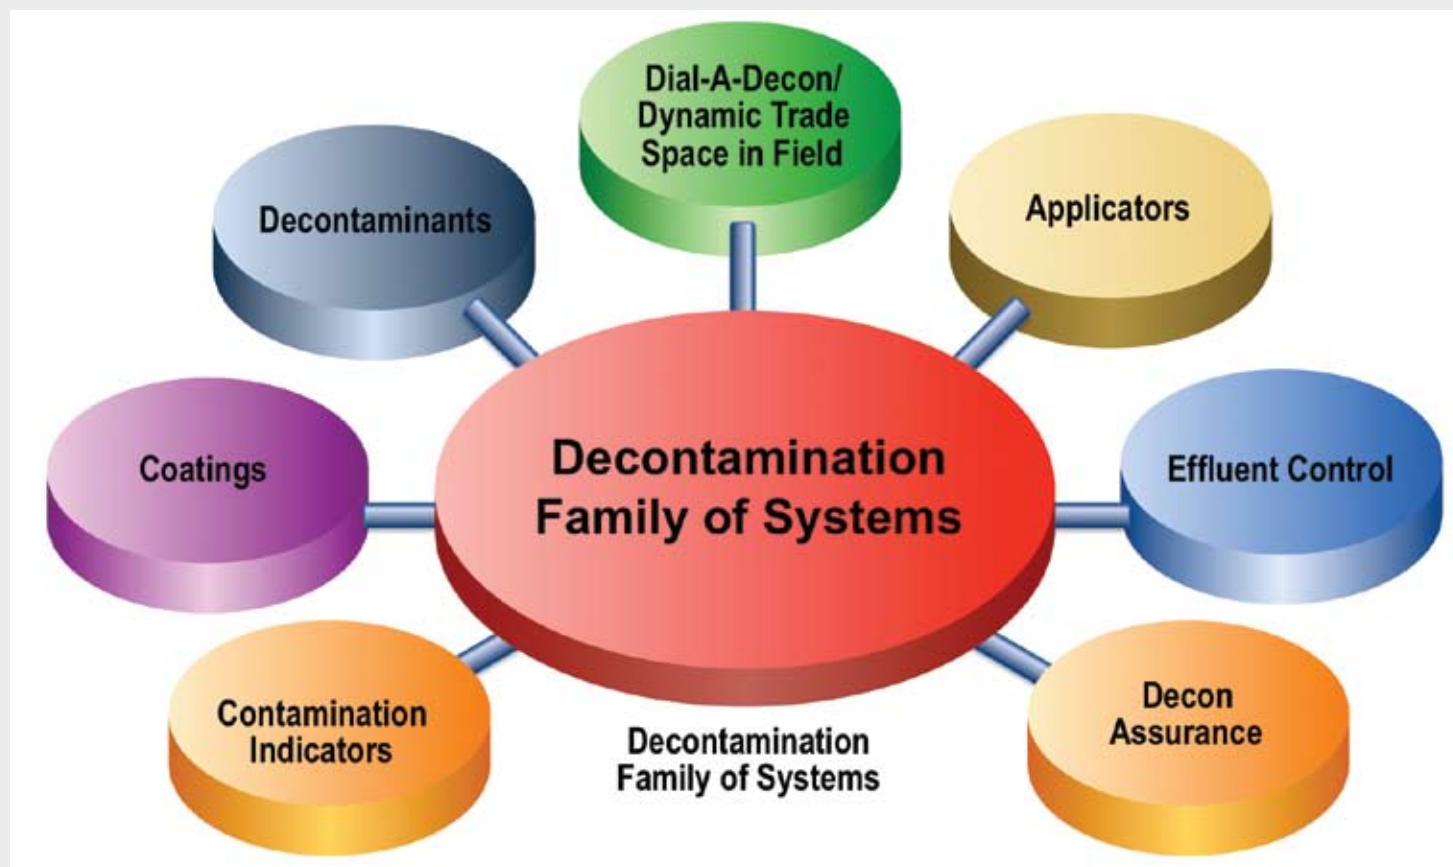 Dial-A-Decon/
Dynamic Trade
Space in Field
Decontaminants
Applicators
Coatings
Decontamination
Family of Systems
Effluent Control
Contamination
Indicators
Decontamination
Family of Systems
Decon
Assurance